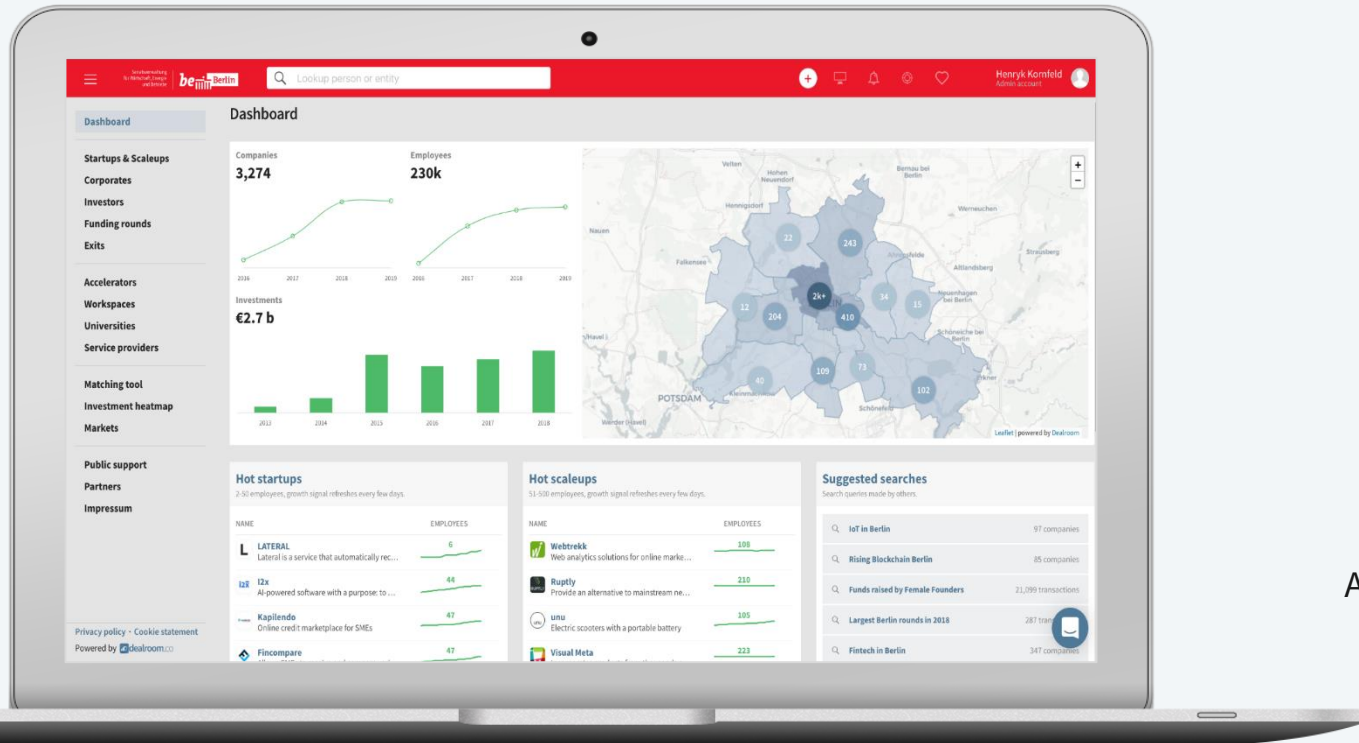 Senatsverwaltung
für Wirtschaft, Energie
und Betriebe
be Berlin
Lookup person or entity
+
Henryk Kornfeld
Admin account
Dashboard
Startups & Scaleups
Corporates
Investors
Funding rounds
Exits
Accelerators
Workspaces
Universities
Service providers
Matching tool
Investment heatmap
Markets
Public support
Partners
Impressum
Privacy policy · Cookie statement
Powered by dealroom.co
Dashboard
Companies
3,274
2016 2017 2018 2019
Employees
230k
2016 2017 2018 2019
Investments
€2.7 b
2013 2014 2015 2016 2017 2018
+
−
Velten
Hohen
Neuendorf
Bernau bei
Berlin
Hennigsdorf
Werneuchen
Nauen
22
243
Ahrensfelde
Strausberg
Falkensee
Altlandsberg
2k+
34
15
Neuenhagen
bei Berlin
12
204
410
Schöneiche bei
Berlin
109
73
40
102
POTSDAM
Kleinmachnow
Schönefeld
Werder (Havel)
Leaflet | powered by Dealroom
Hot startups
2-50 employees, growth signal refreshes every few days.
NAME EMPLOYEES
L LATERAL 6
Lateral is a service that automatically rec...
I2x 44
AI-powered software with a purpose: to ...
Kapilendo 47
Online credit marketplace for SMEs
Fincompare 47
Hot scaleups
51-500 employees, growth signal refreshes every few days.
NAME EMPLOYEES
Webtrekk 108
Web analytics solutions for online marke...
Ruptly 210
Provide an alternative to mainstream ne...
unu 105
Electric scooters with a portable battery
Visual Meta 223
Suggested searches
Search queries made by others.
IoT in Berlin 97 companies
Rising Blockchain Berlin 85 companies
Funds raised by Female Founders 21,099 transactions
Largest Berlin rounds in 2018 287
Fintech in Berlin 347 companies
A